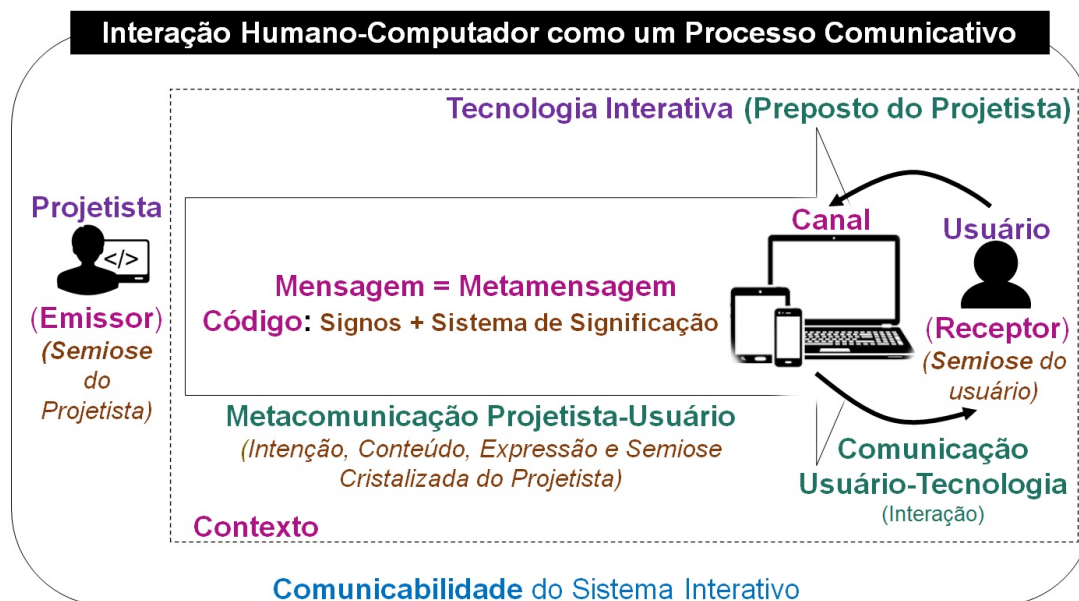 Interação Humano-Computador como um Processo Comunicativo
Tecnologia Interativa (Preposto do Projetista)
Projetista
</>
(Emissor)
(Semiose
do
Projetista)
Mensagem = Metamensagem
Código: Signos + Sistema de Significação
Canal
Usuário
(Receptor)
(Semiose do
usuário)
Metacomunicação Projetista-Usuário
(Intenção, Conteúdo, Expressão e Semiose
Cristalizada do Projetista)
Comunicação
Usuário-Tecnologia
(Interação)
Contexto
Comunicabilidade do Sistema Interativo